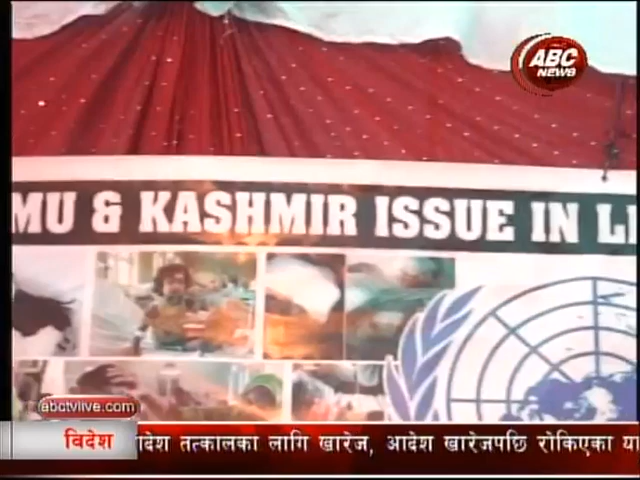 ABC
NEWS
MU & KASHMIR ISSUE IN LI
abctvlive.com
विदेश
आदेश तत्कालका लागि खारेज, आदेश खारेजपछि रोकिएका या